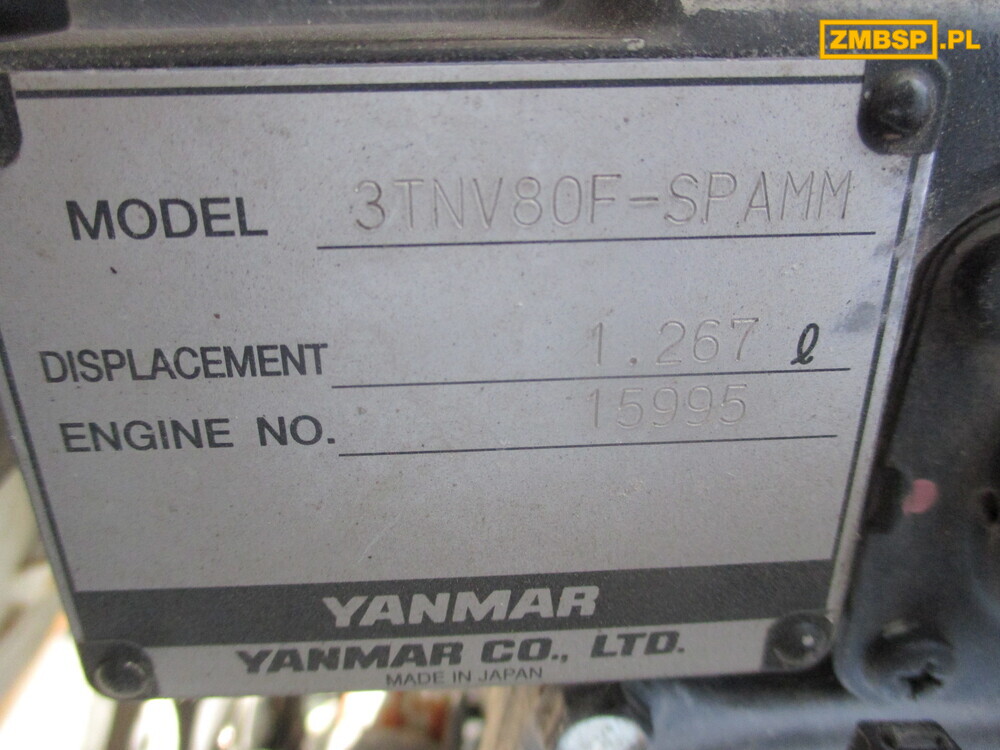 ZMBSP.PL
MODEL 3TNV80F-SPAMM
DISPLACEMENT 1.267 ℓ
ENGINE NO. 15995
YANMAR
YANMAR CO., LTD.
MADE IN JAPAN